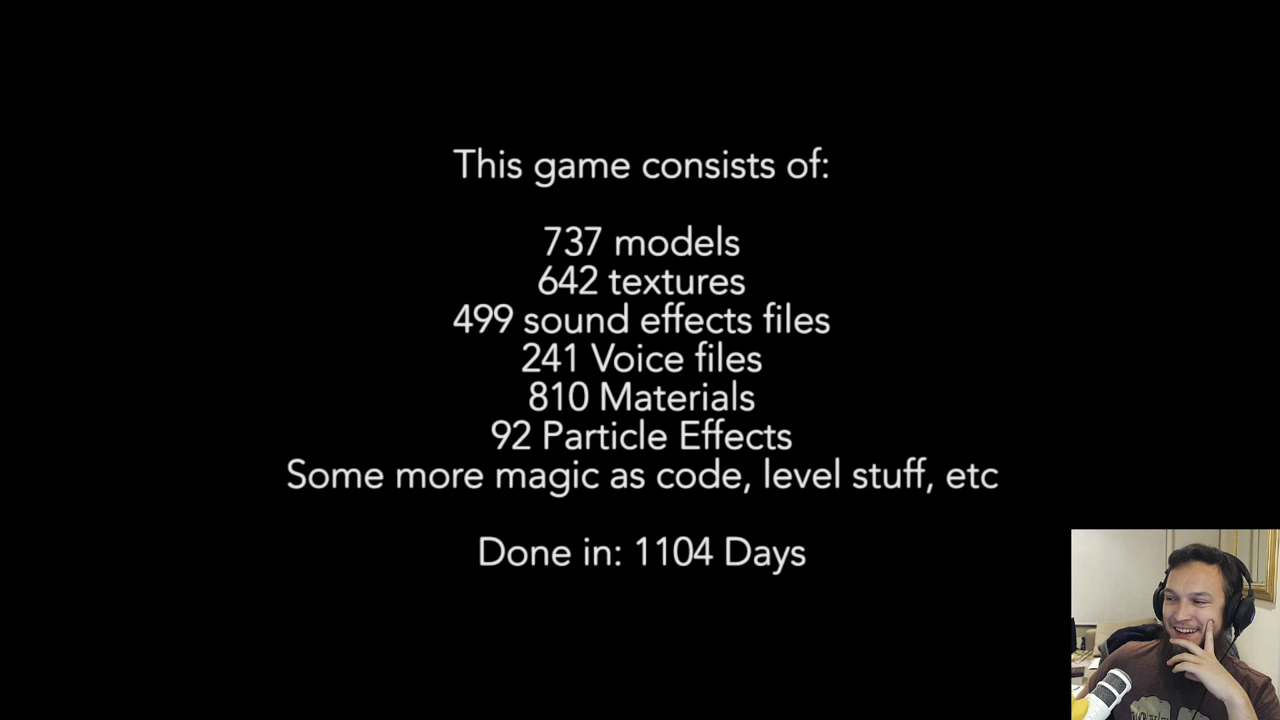 This game consists of:
737 models
642 textures
499 sound effects files
241 Voice files
810 Materials
92 Particle Effects
Some more magic as code, level stuff, etc
Done in: 1104 Days